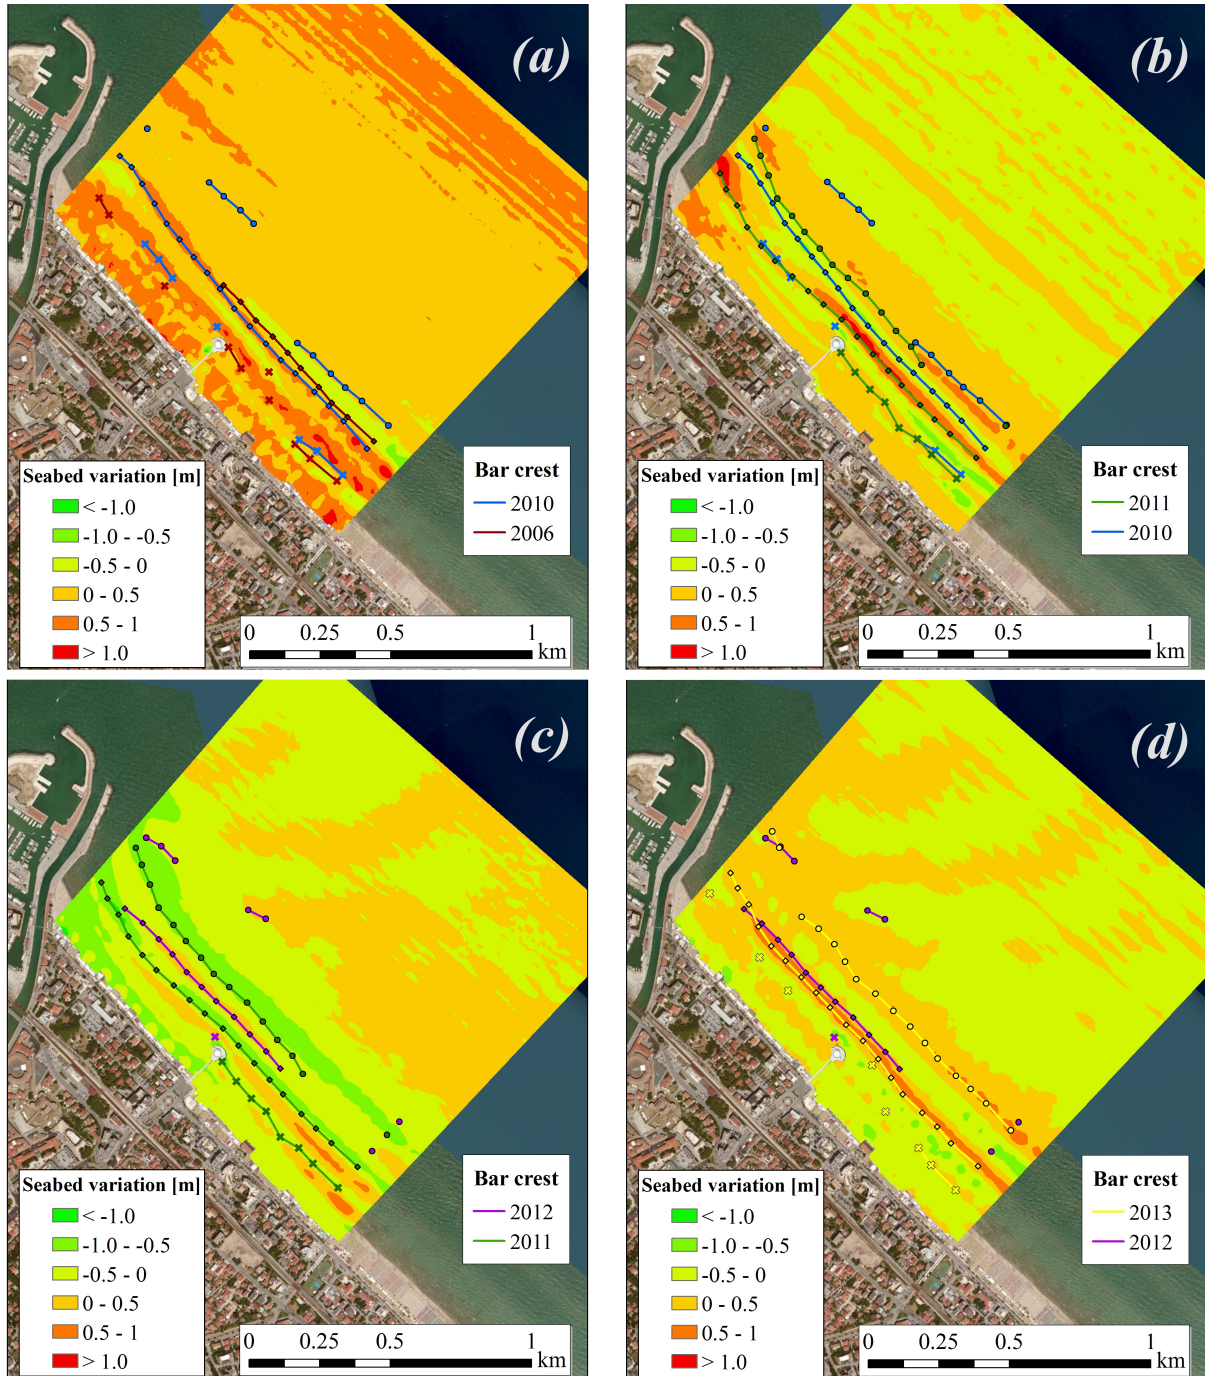 (a)
Seabed variation [m]
< -1.0
-1.0 - -0.5
-0.5 - 0
0 - 0.5
0.5 - 1
> 1.0
Bar crest
2010
2006
0 0.25 0.5 1
km
(b)
Seabed variation [m]
< -1.0
-1.0 - -0.5
-0.5 - 0
0 - 0.5
0.5 - 1
> 1.0
Bar crest
2011
2010
0 0.25 0.5 1
km
(c)
Seabed variation [m]
< -1.0
-1.0 - -0.5
-0.5 - 0
0 - 0.5
0.5 - 1
> 1.0
Bar crest
2012
2011
0 0.25 0.5 1
km
(d)
Seabed variation [m]
< -1.0
-1.0 - -0.5
-0.5 - 0
0 - 0.5
0.5 - 1
> 1.0
Bar crest
2013
2012
0 0.25 0.5 1
km